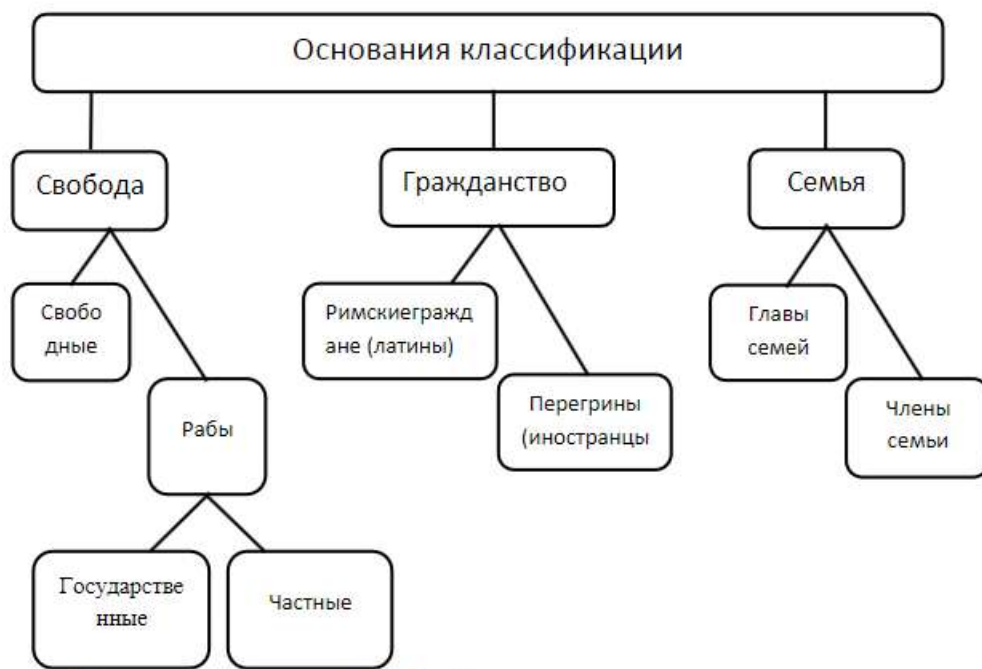 Основания классификации
Свобода
Гражданство
Семья
Свобо
дные
Римскиегражд
ане (латины)
Главы
семей
Рабы
Перегрины
(иностранцы
Члены
семьи
Государстве
нные
Частные